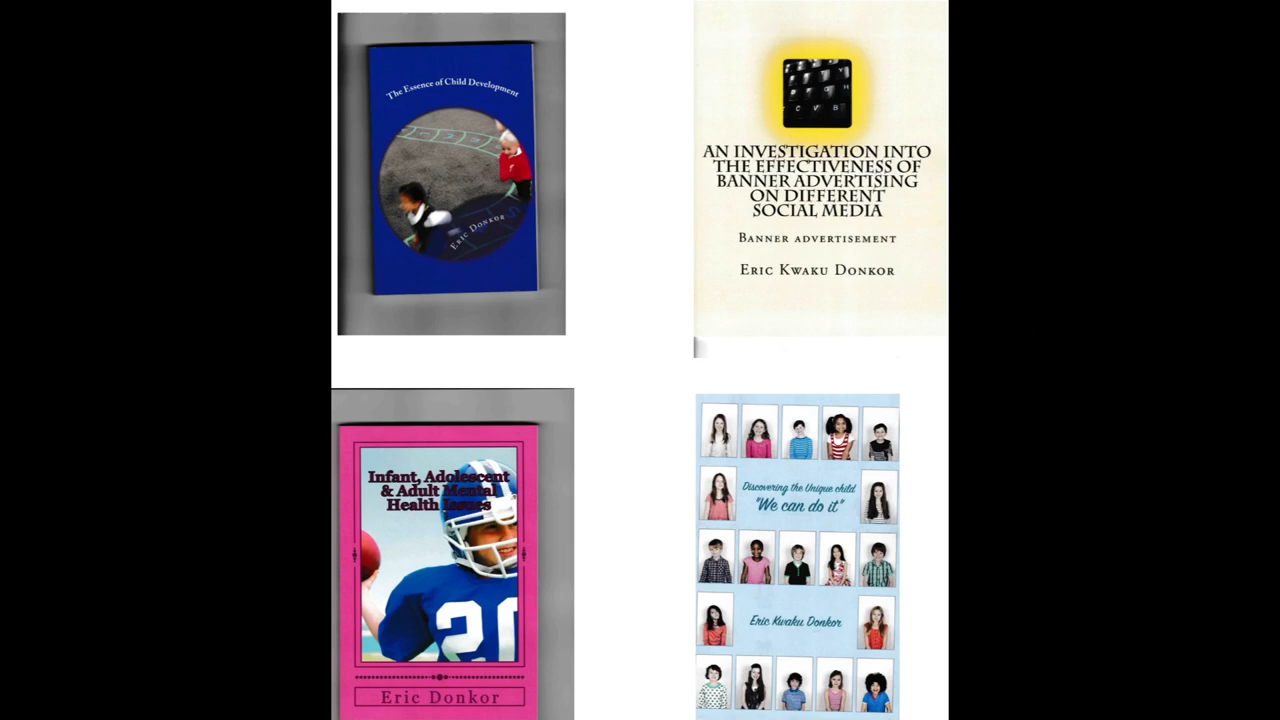 The Essence of Child Development
Eric Donkor
AN INVESTIGATION INTO
THE EFFECTIVENESS OF
BANNER ADVERTISING
ON DIFFERENT
SOCIAL MEDIA
Banner advertisement
Eric Kwaku Donkor
Infant, Adolescent
& Adult Mental
Health Issues
20
Eric Donkor
Discovering the Unique child
"We can do it"
Eric Kwaku Donkor